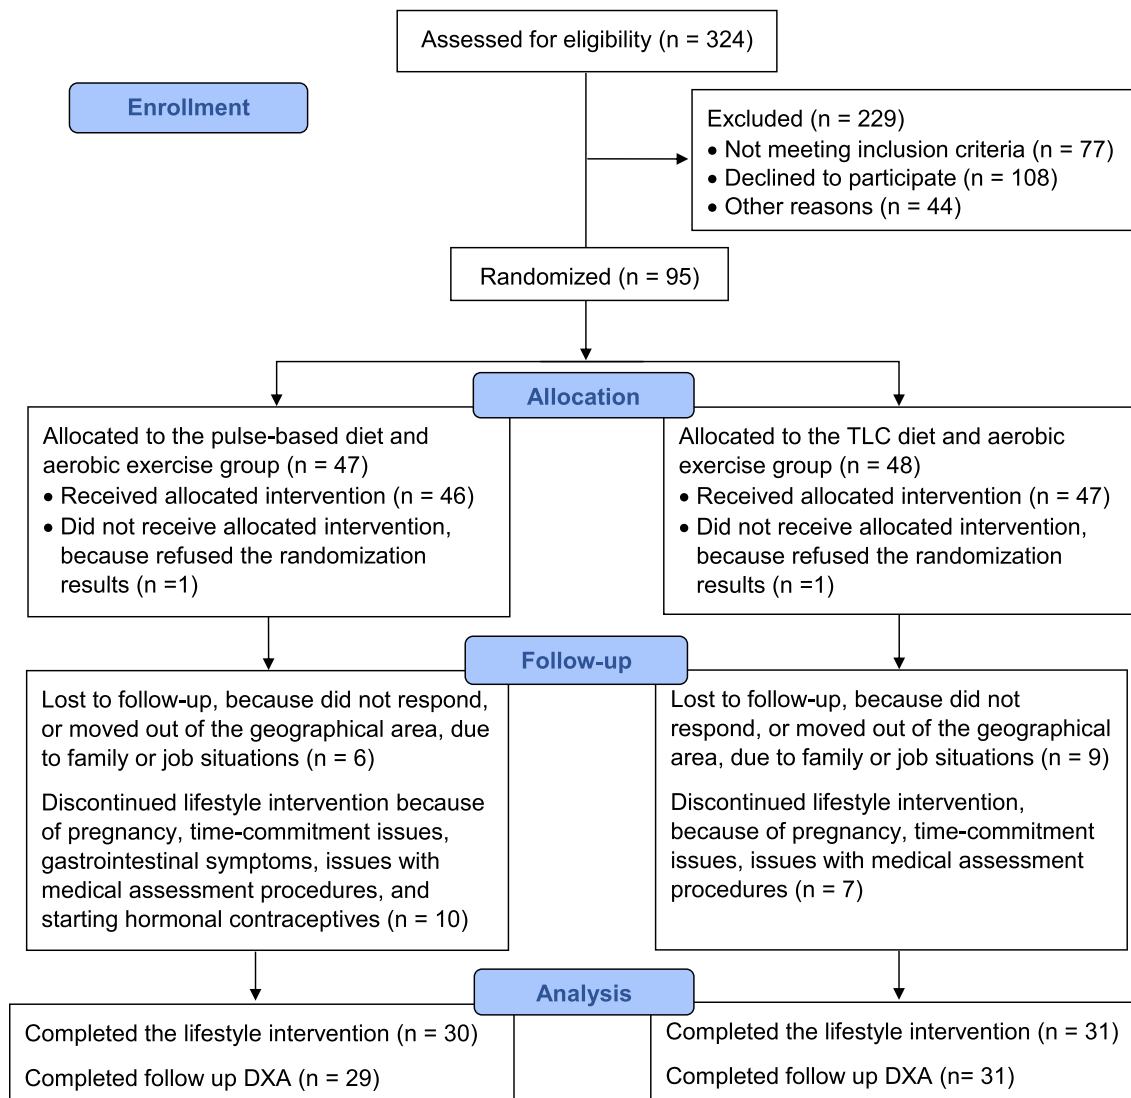 Assessed for eligibility (n = 324)
Enrollment
Excluded (n = 229)
• Not meeting inclusion criteria (n = 77)
• Declined to participate (n = 108)
• Other reasons (n = 44)
Randomized (n = 95)
Allocation
Allocated to the pulse-based diet and
aerobic exercise group (n = 47)
• Received allocated intervention (n = 46)
• Did not receive allocated intervention,
because refused the randomization
results (n =1)
Allocated to the TLC diet and aerobic
exercise group (n = 48)
• Received allocated intervention (n = 47)
• Did not receive allocated intervention,
because refused the randomization
results (n =1)
Follow-up
Lost to follow-up, because did not respond,
or moved out of the geographical area, due
to family or job situations (n = 6)
Discontinued lifestyle intervention because
of pregnancy, time-commitment issues,
gastrointestinal symptoms, issues with
medical assessment procedures, and
starting hormonal contraceptives (n = 10)
Lost to follow-up, because did not
respond, or moved out of the geographical
area, due to family or job situations (n = 9)
Discontinued lifestyle intervention,
because of pregnancy, time-commitment
issues, issues with medical assessment
procedures (n = 7)
Analysis
Completed the lifestyle intervention (n = 30)
Completed follow up DXA (n = 29)
Completed the lifestyle intervention (n = 31)
Completed follow up DXA (n= 31)